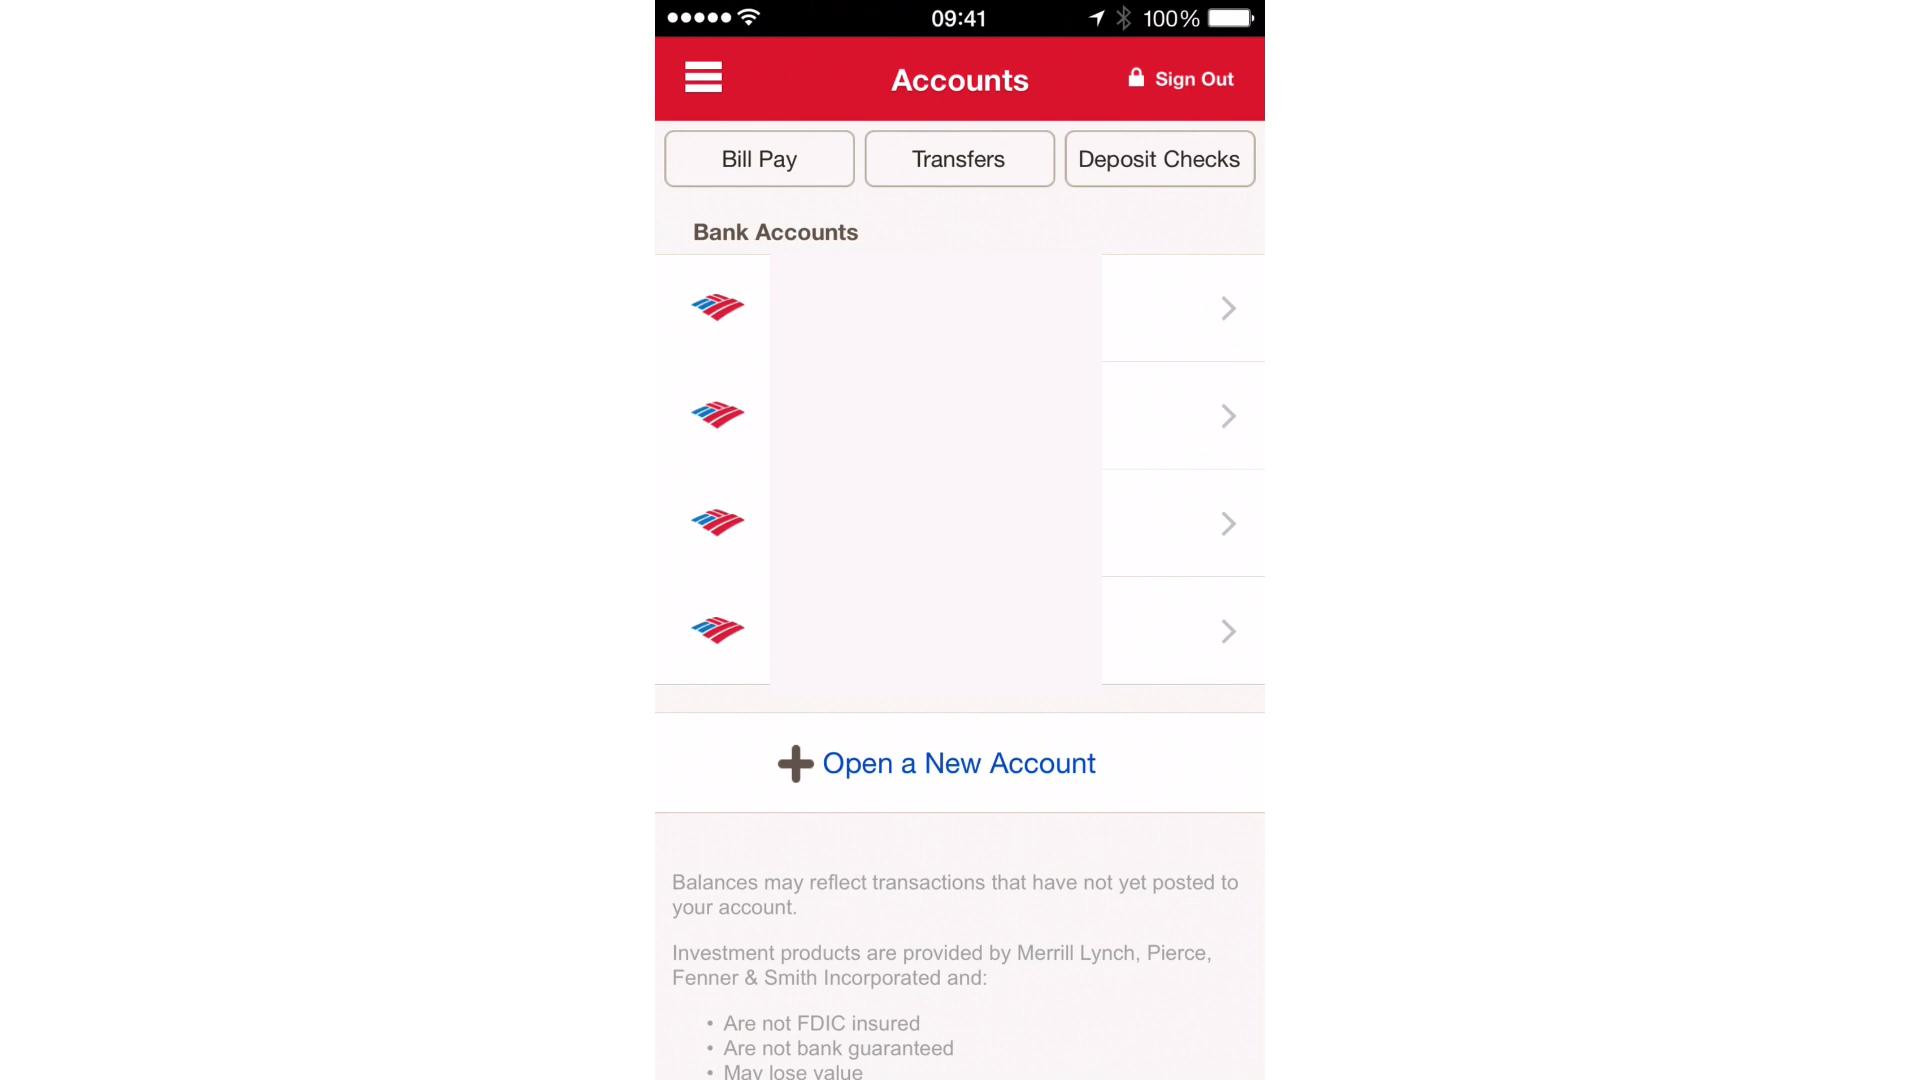 09:41 100%
Accounts Sign Out
Bill Pay Transfers Deposit Checks
Bank Accounts
Open a New Account
Balances may reflect transactions that have not yet posted to
your account.
Investment products are provided by Merrill Lynch, Pierce,
Fenner & Smith Incorporated and:
• Are not FDIC insured
• Are not bank guaranteed
• May lose value